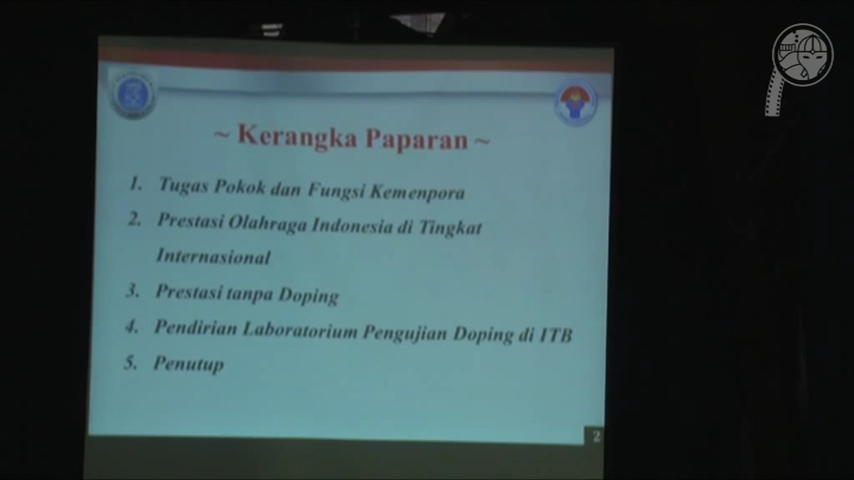 ~ Kerangka Paparan ~
1. Tugas Pokok dan Fungsi Kemenpora
2. Prestasi Olahraga Indonesia di Tingkat
Internasional
3. Prestasi tanpa Doping
4. Pendirian Laboratorium Pengujian Doping di ITB
5. Penutup
2